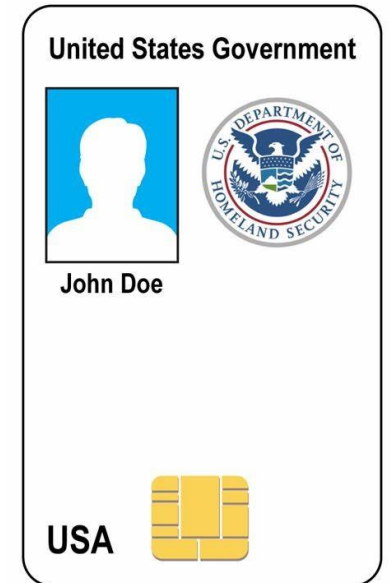 United States Government
U.S. DEPARTMENT OF
HOMELAND SECURITY
John Doe
USA